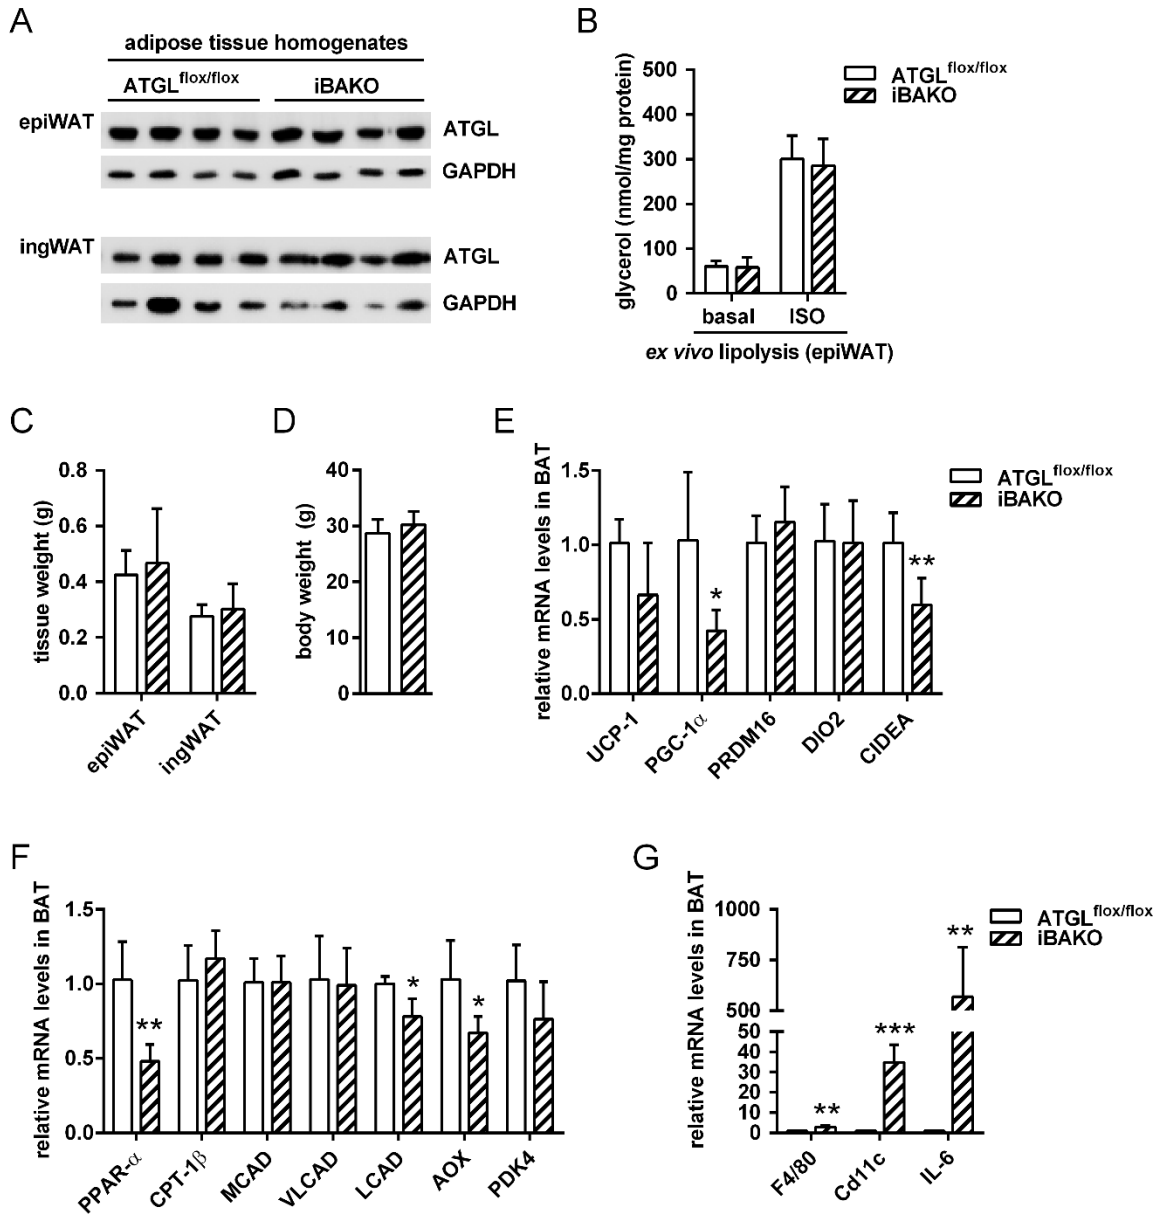 A
adipose tissue homogenates
ATGLflox/flox iBAKO
epiWAT ATGL
GAPDH
ingWAT ATGL
GAPDH
B
glycerol (nmol/mg protein)
500
400
300
200
100
0
basal ISO
ex vivo lipolysis (epiWAT)
ATGLflox/flox
iBAKO
C
tissue weight (g)
0.8
0.6
0.4
0.2
0.0
epiWAT ingWAT
D
body weight (g)
40
30
20
10
0
E
relative mRNA levels in BAT
1.5
1.0
0.5
0.0
*
**
UCP-1 PGC-1α PRDM16 DIO2 CIDEA
ATGLflox/flox
iBAKO
F
relative mRNA levels in BAT
1.5
1.0
0.5
0.0
** * *
PPAR-α CPT-1β MCAD VLCAD LCAD AOX PDK4
G
relative mRNA levels in BAT
1000
750
500
50
40
30
20
10
0
** *** **
F4/80 Cd11c IL-6
ATGLflox/flox
iBAKO